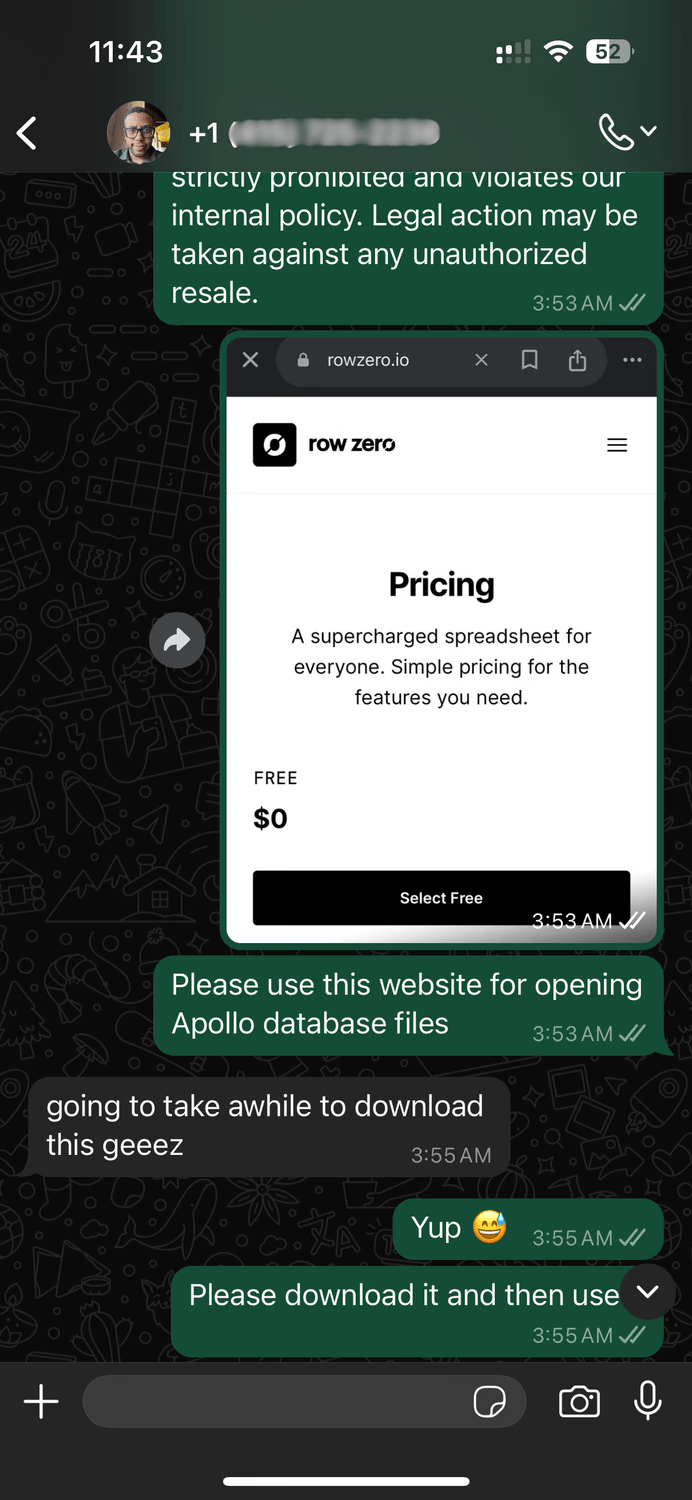 11:43
52
+1
strictly prohibited and violates our
internal policy. Legal action may be
taken against any unauthorized
resale.
3:53 AM
rowzero.io
row zero
Pricing
A supercharged spreadsheet for
everyone. Simple pricing for the
features you need.
FREE
$0
Select Free
3:53 AM
Please use this website for opening
Apollo database files
3:53 AM
going to take awhile to download
this geeez
3:55 AM
Yup 😅
3:55 AM
Please download it and then use
3:55 AM